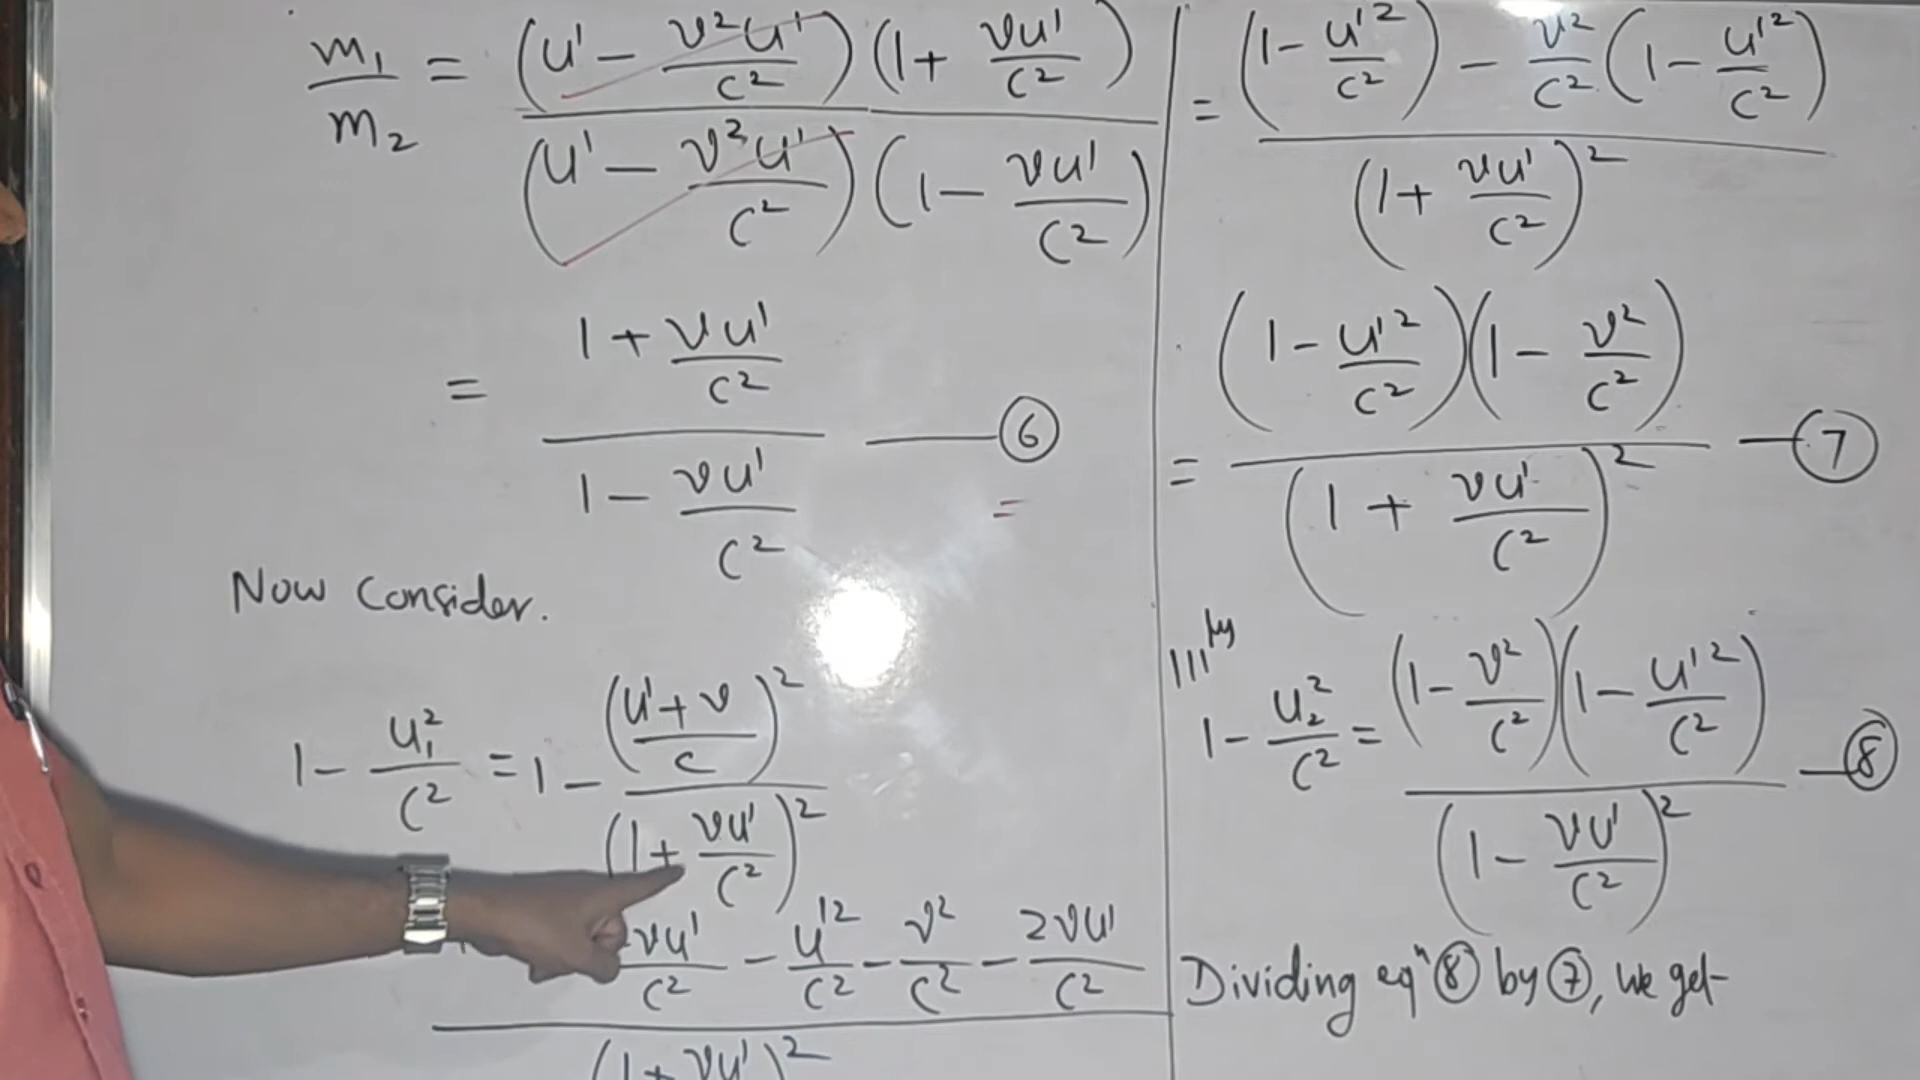 m₁/m₂ = (u' - v²u'/c²)(1 + vu'/c²) / (u' - v²u'/c²)(1 - vu'/c²)
= (1 + vu'/c²) / (1 - vu'/c²) —— ⑥
=
Now Consider.
1 - u₁²/c² = 1 - ((u' + v)/c)² / (1 + vu'/c²)²
vu'/c² - u'²/c² - v²/c² - 2vu'/c²
(1 + vu')²
= ((1 - u'²/c²) - v²/c² (1 - u'²/c²)) / (1 + vu'/c²)²
= (1 - u'²/c²)(1 - v²/c²) / (1 + vu'/c²)² —⑦
|||ly
1 - u₂²/c² = (1 - v²/c²)(1 - u'²/c²) / (1 - vu'/c²)² —⑧
Dividing eqⁿ ⑧ by ⑦, we get-